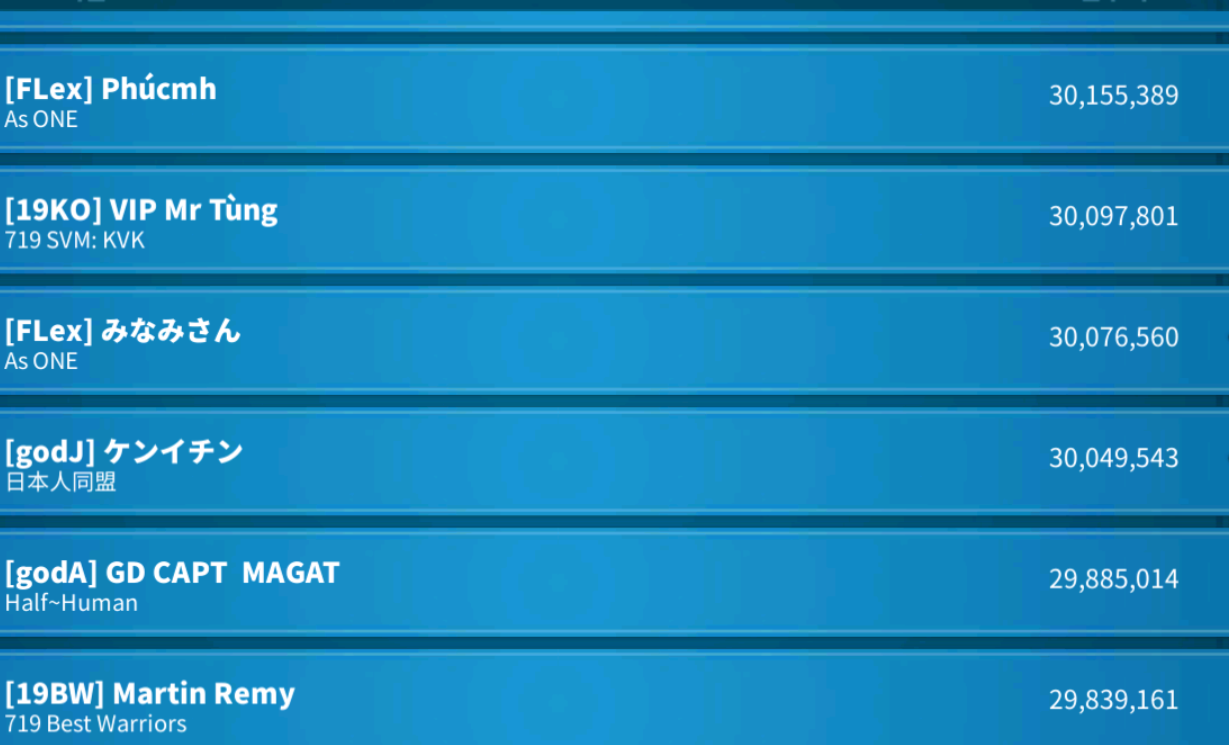 [FLex] Phúcmh
As ONE
30,155,389
[19KO] VIP Mr Tùng
719 SVM: KVK
30,097,801
[FLex] みなみさん
As ONE
30,076,560
[godJ] ケンイチン
日本人同盟
30,049,543
[godA] GD CAPT  MAGAT
Half~Human
29,885,014
[19BW] Martin Remy
719 Best Warriors
29,839,161